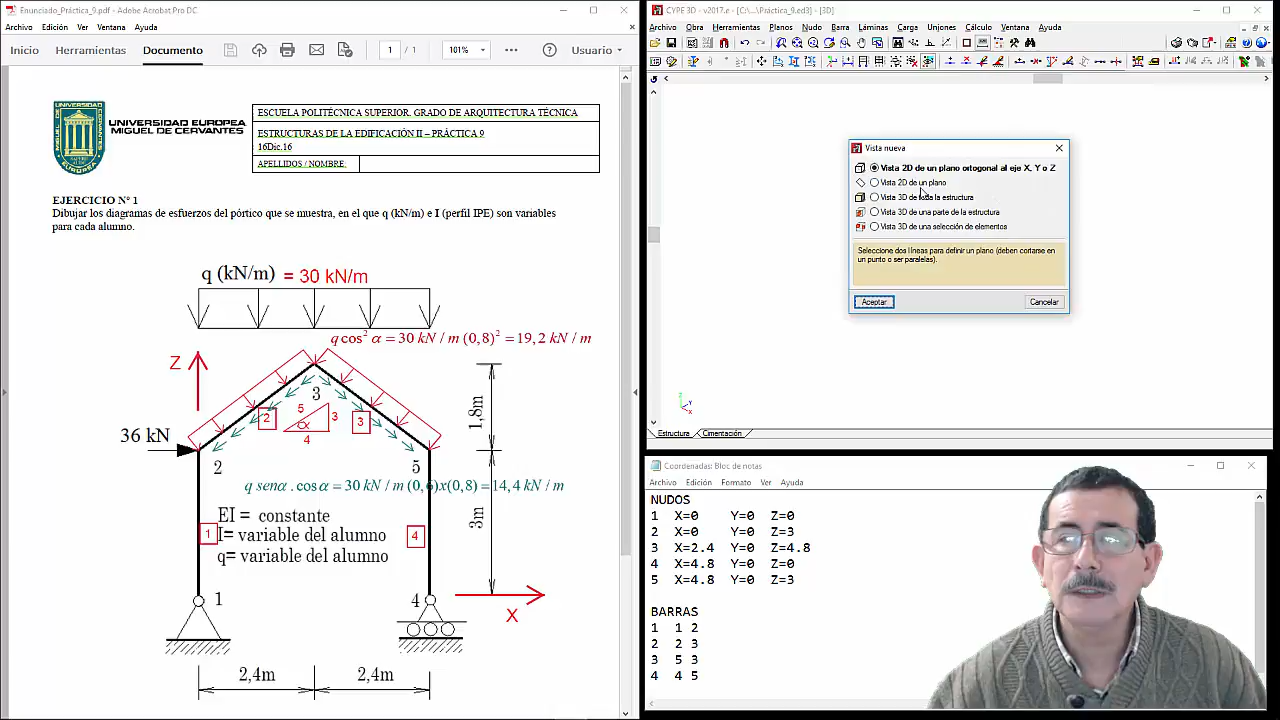 Enunciado_Práctica_9.pdf - Adobe Acrobat Pro DC
Archivo Edición Ver Ventana Ayuda
Inicio Herramientas Documento 1 / 1 101% Usuario
UNIVERSIDAD EUROPEA
MIGUEL DE CERVANTES
UNIVERSIDAD
EUROPEA
ESCUELA POLITÉCNICA SUPERIOR. GRADO DE ARQUITECTURA TÉCNICA
ESTRUCTURAS DE LA EDIFICACIÓN II – PRÁCTICA 9
16Dic.16
APELLIDOS / NOMBRE:
EJERCICIO Nº 1
Dibujar los diagramas de esfuerzos del pórtico que se muestra, en el que q (kN/m) e I (perfil IPE) son variables
para cada alumno.
q (kN/m) = 30 kN/m
q cos² α = 30 kN / m (0,8)² = 19,2 kN / m
Z
3
2 5 3 3
α
4
1,8m
36 kN
2 5
q senα . cosα = 30 kN / m (0,6)x(0,8) = 14,4 kN / m
EI = constante
1 I= variable del alumno 4
q= variable del alumno
3m
1 4
X
2,4m 2,4m
CYPE 3D - v2017.e - [C:\...\Práctica_9.ed3] - [3D]
Archivo Obra Herramientas Planos Nudo Barra Láminas Carga Uniones Cálculo Ventana Ayuda
Vista nueva
Vista 2D de un plano ortogonal al eje X, Y o Z
Vista 2D de un plano
Vista 3D de toda la estructura
Vista 3D de una parte de la estructura
Vista 3D de una selección de elementos
Seleccione dos líneas para definir un plano (deben cortarse en
un punto o ser paralelas).
Aceptar Cancelar
Z
Y
X
Estructura Cimentación
Coordenadas: Bloc de notas
Archivo Edición Formato Ver Ayuda
NUDOS
1 X=0 Y=0 Z=0
2 X=0 Y=0 Z=3
3 X=2.4 Y=0 Z=4.8
4 X=4.8 Y=0 Z=0
5 X=4.8 Y=0 Z=3
BARRAS
1 1 2
2 2 3
3 5 3
4 4 5